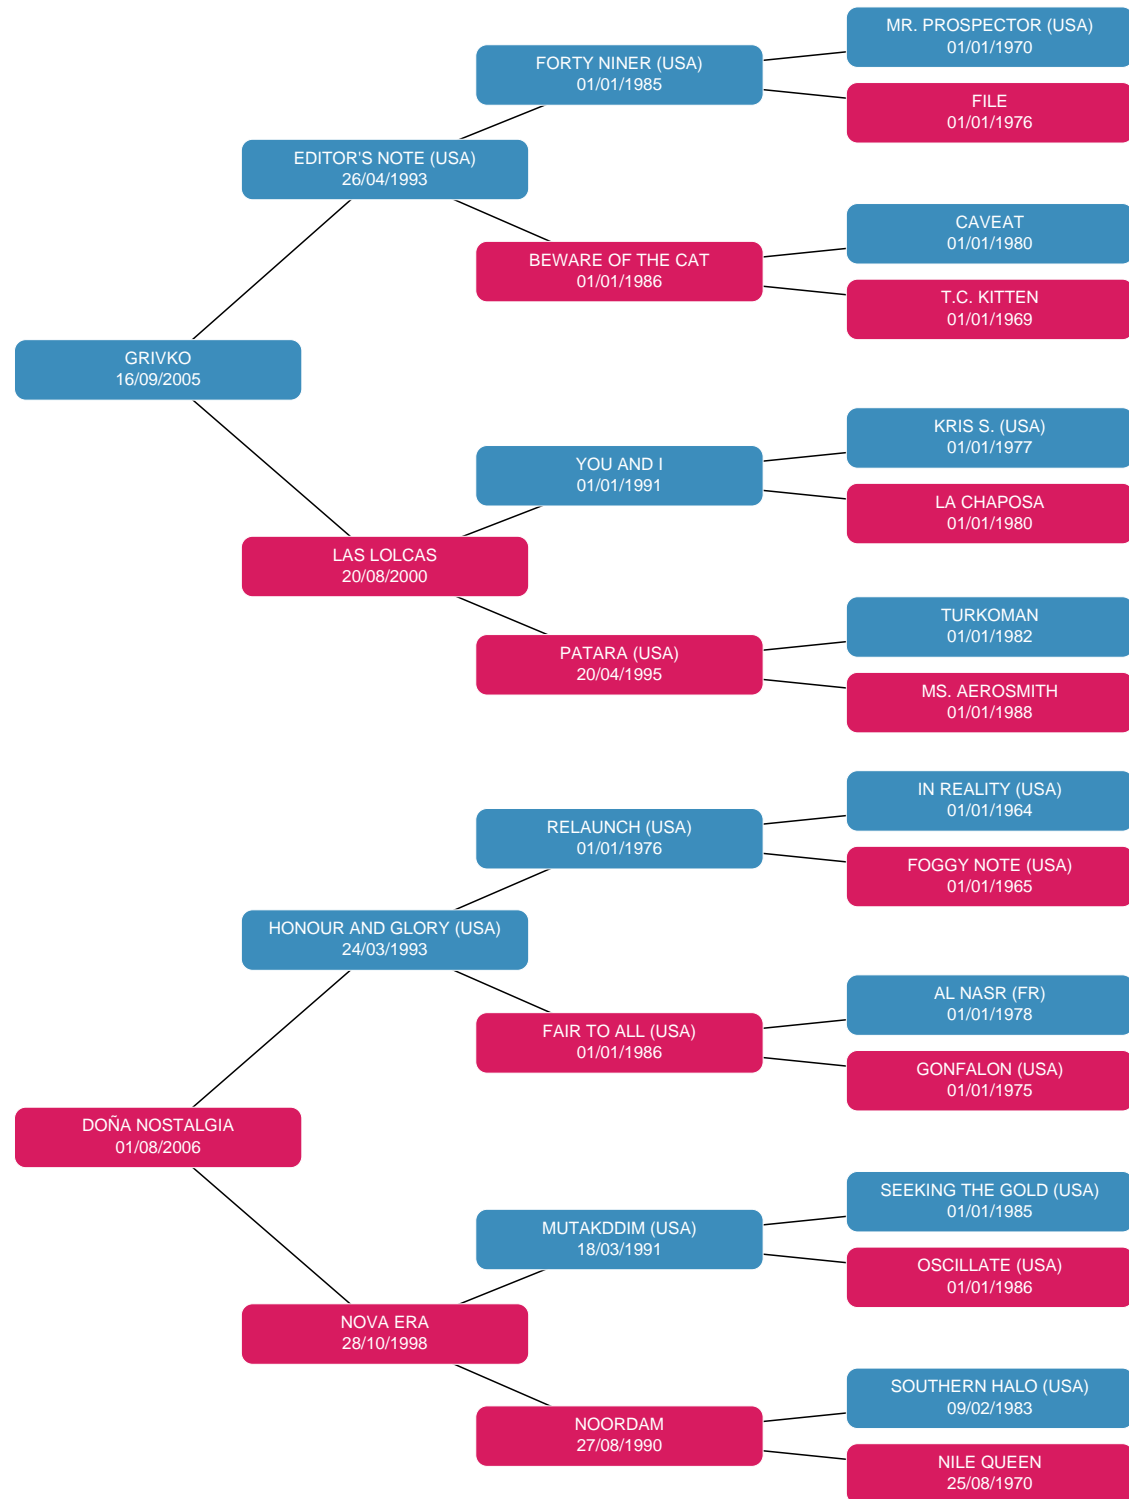 MR. PROSPECTOR (USA)
01/01/1970
FORTY NINER (USA)
01/01/1985
FILE
01/01/1976
EDITOR'S NOTE (USA)
26/04/1993
CAVEAT
01/01/1980
BEWARE OF THE CAT
01/01/1986
T.C. KITTEN
01/01/1969
GRIVKO
16/09/2005
KRIS S. (USA)
01/01/1977
YOU AND I
01/01/1991
LA CHAPOSA
01/01/1980
LAS LOLCAS
20/08/2000
TURKOMAN
01/01/1982
PATARA (USA)
20/04/1995
MS. AEROSMITH
01/01/1988
IN REALITY (USA)
01/01/1964
RELAUNCH (USA)
01/01/1976
FOGGY NOTE (USA)
01/01/1965
HONOUR AND GLORY (USA)
24/03/1993
AL NASR (FR)
01/01/1978
FAIR TO ALL (USA)
01/01/1986
GONFALON (USA)
01/01/1975
DOÑA NOSTALGIA
01/08/2006
SEEKING THE GOLD (USA)
01/01/1985
MUTAKDDIM (USA)
18/03/1991
OSCILLATE (USA)
01/01/1986
NOVA ERA
28/10/1998
SOUTHERN HALO (USA)
09/02/1983
NOORDAM
27/08/1990
NILE QUEEN
25/08/1970